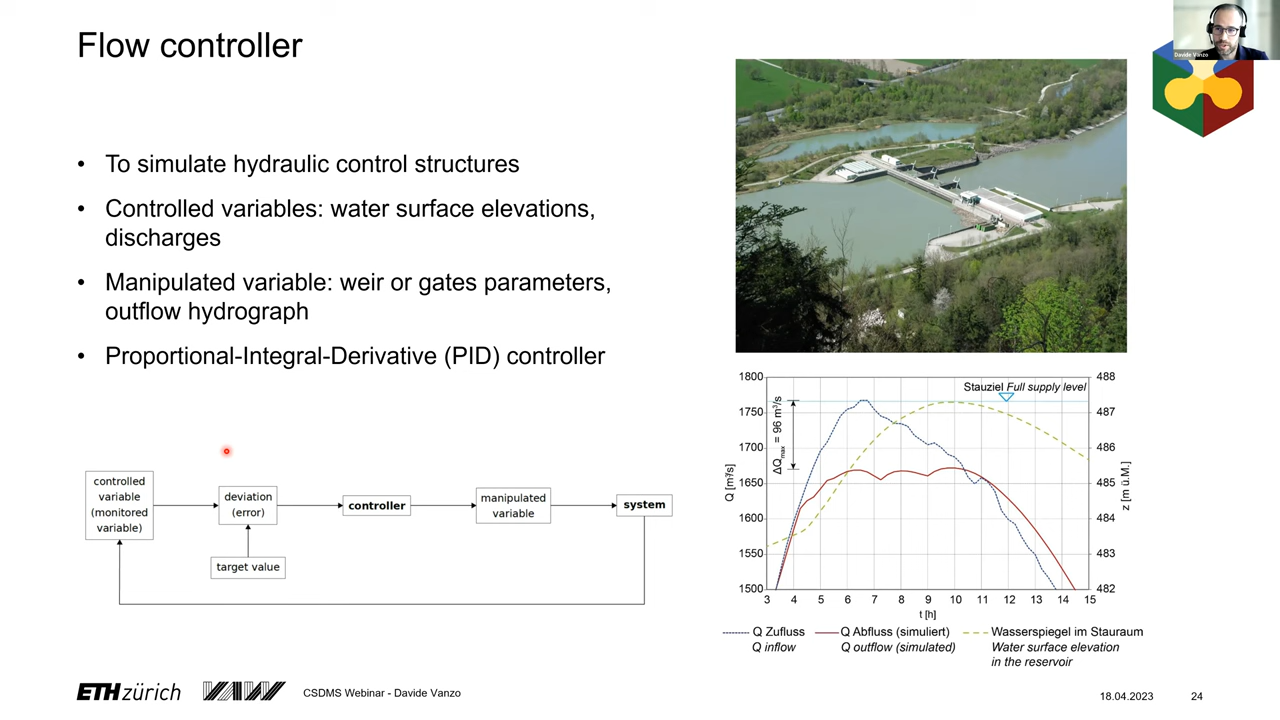 Flow controller
Davide Vanzo
• To simulate hydraulic control structures
• Controlled variables: water surface elevations,
discharges
• Manipulated variable: weir or gates parameters,
outflow hydrograph
• Proportional-Integral-Derivative (PID) controller
controlled
variable
(monitored
variable)
deviation
(error)
controller
manipulated
variable
system
target value
1800
1750
1700
1650
1600
1550
1500
Q [m³/s]
ΔQmax = 96 m³/s
Stauziel Full supply level
488
487
486
485
484
483
482
z [m ü.M.]
3 4 5 6 7 8 9 10 11 12 13 14 15
t [h]
Q Zufluss
Q inflow
Q Abfluss (simuliert)
Q outflow (simulated)
Wasserspiegel im Stauraum
Water surface elevation
in the reservoir
ETH zürich
VAW
CSDMS Webinar - Davide Vanzo
18.04.2023
24